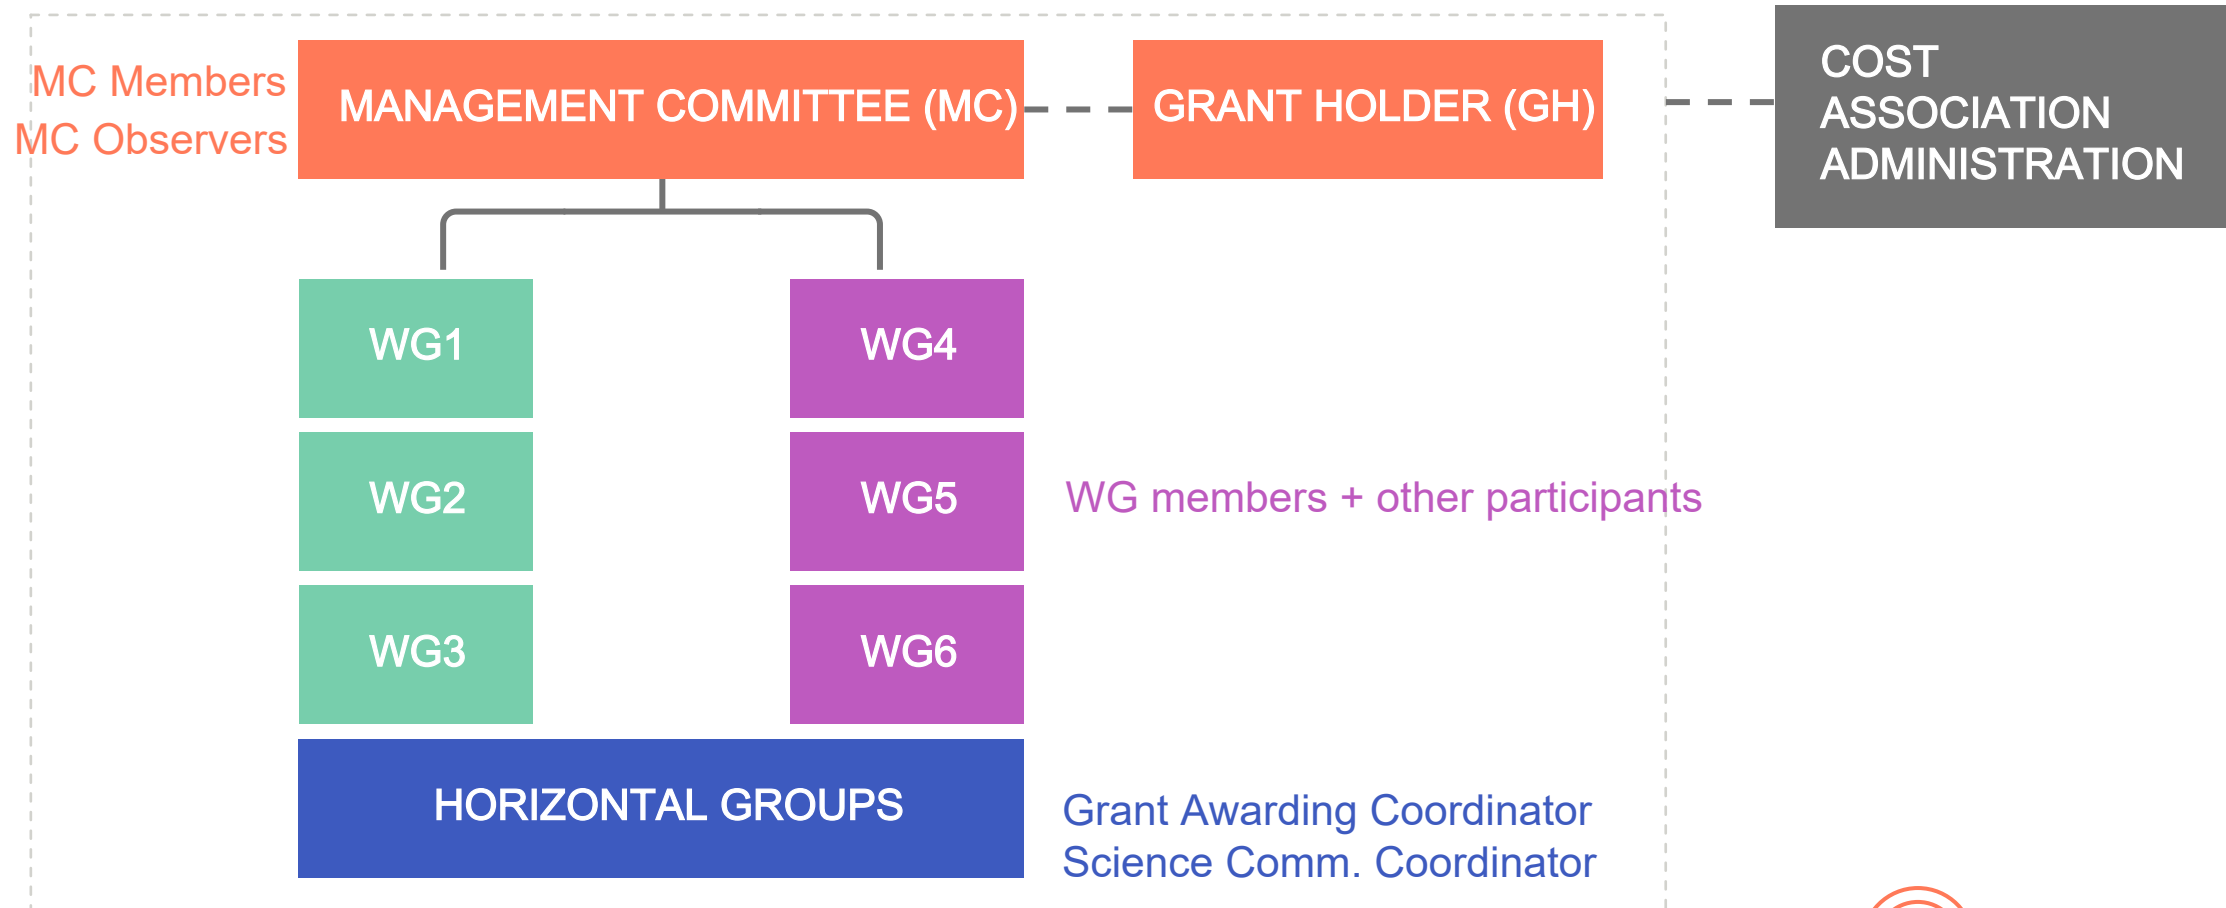 MC Members
MC Observers
MANAGEMENT COMMITTEE (MC)
GRANT HOLDER (GH)
COST
ASSOCIATION
ADMINISTRATION
WG1
WG4
WG2
WG5
WG members + other participants
WG3
WG6
HORIZONTAL GROUPS
Grant Awarding Coordinator
Science Comm. Coordinator